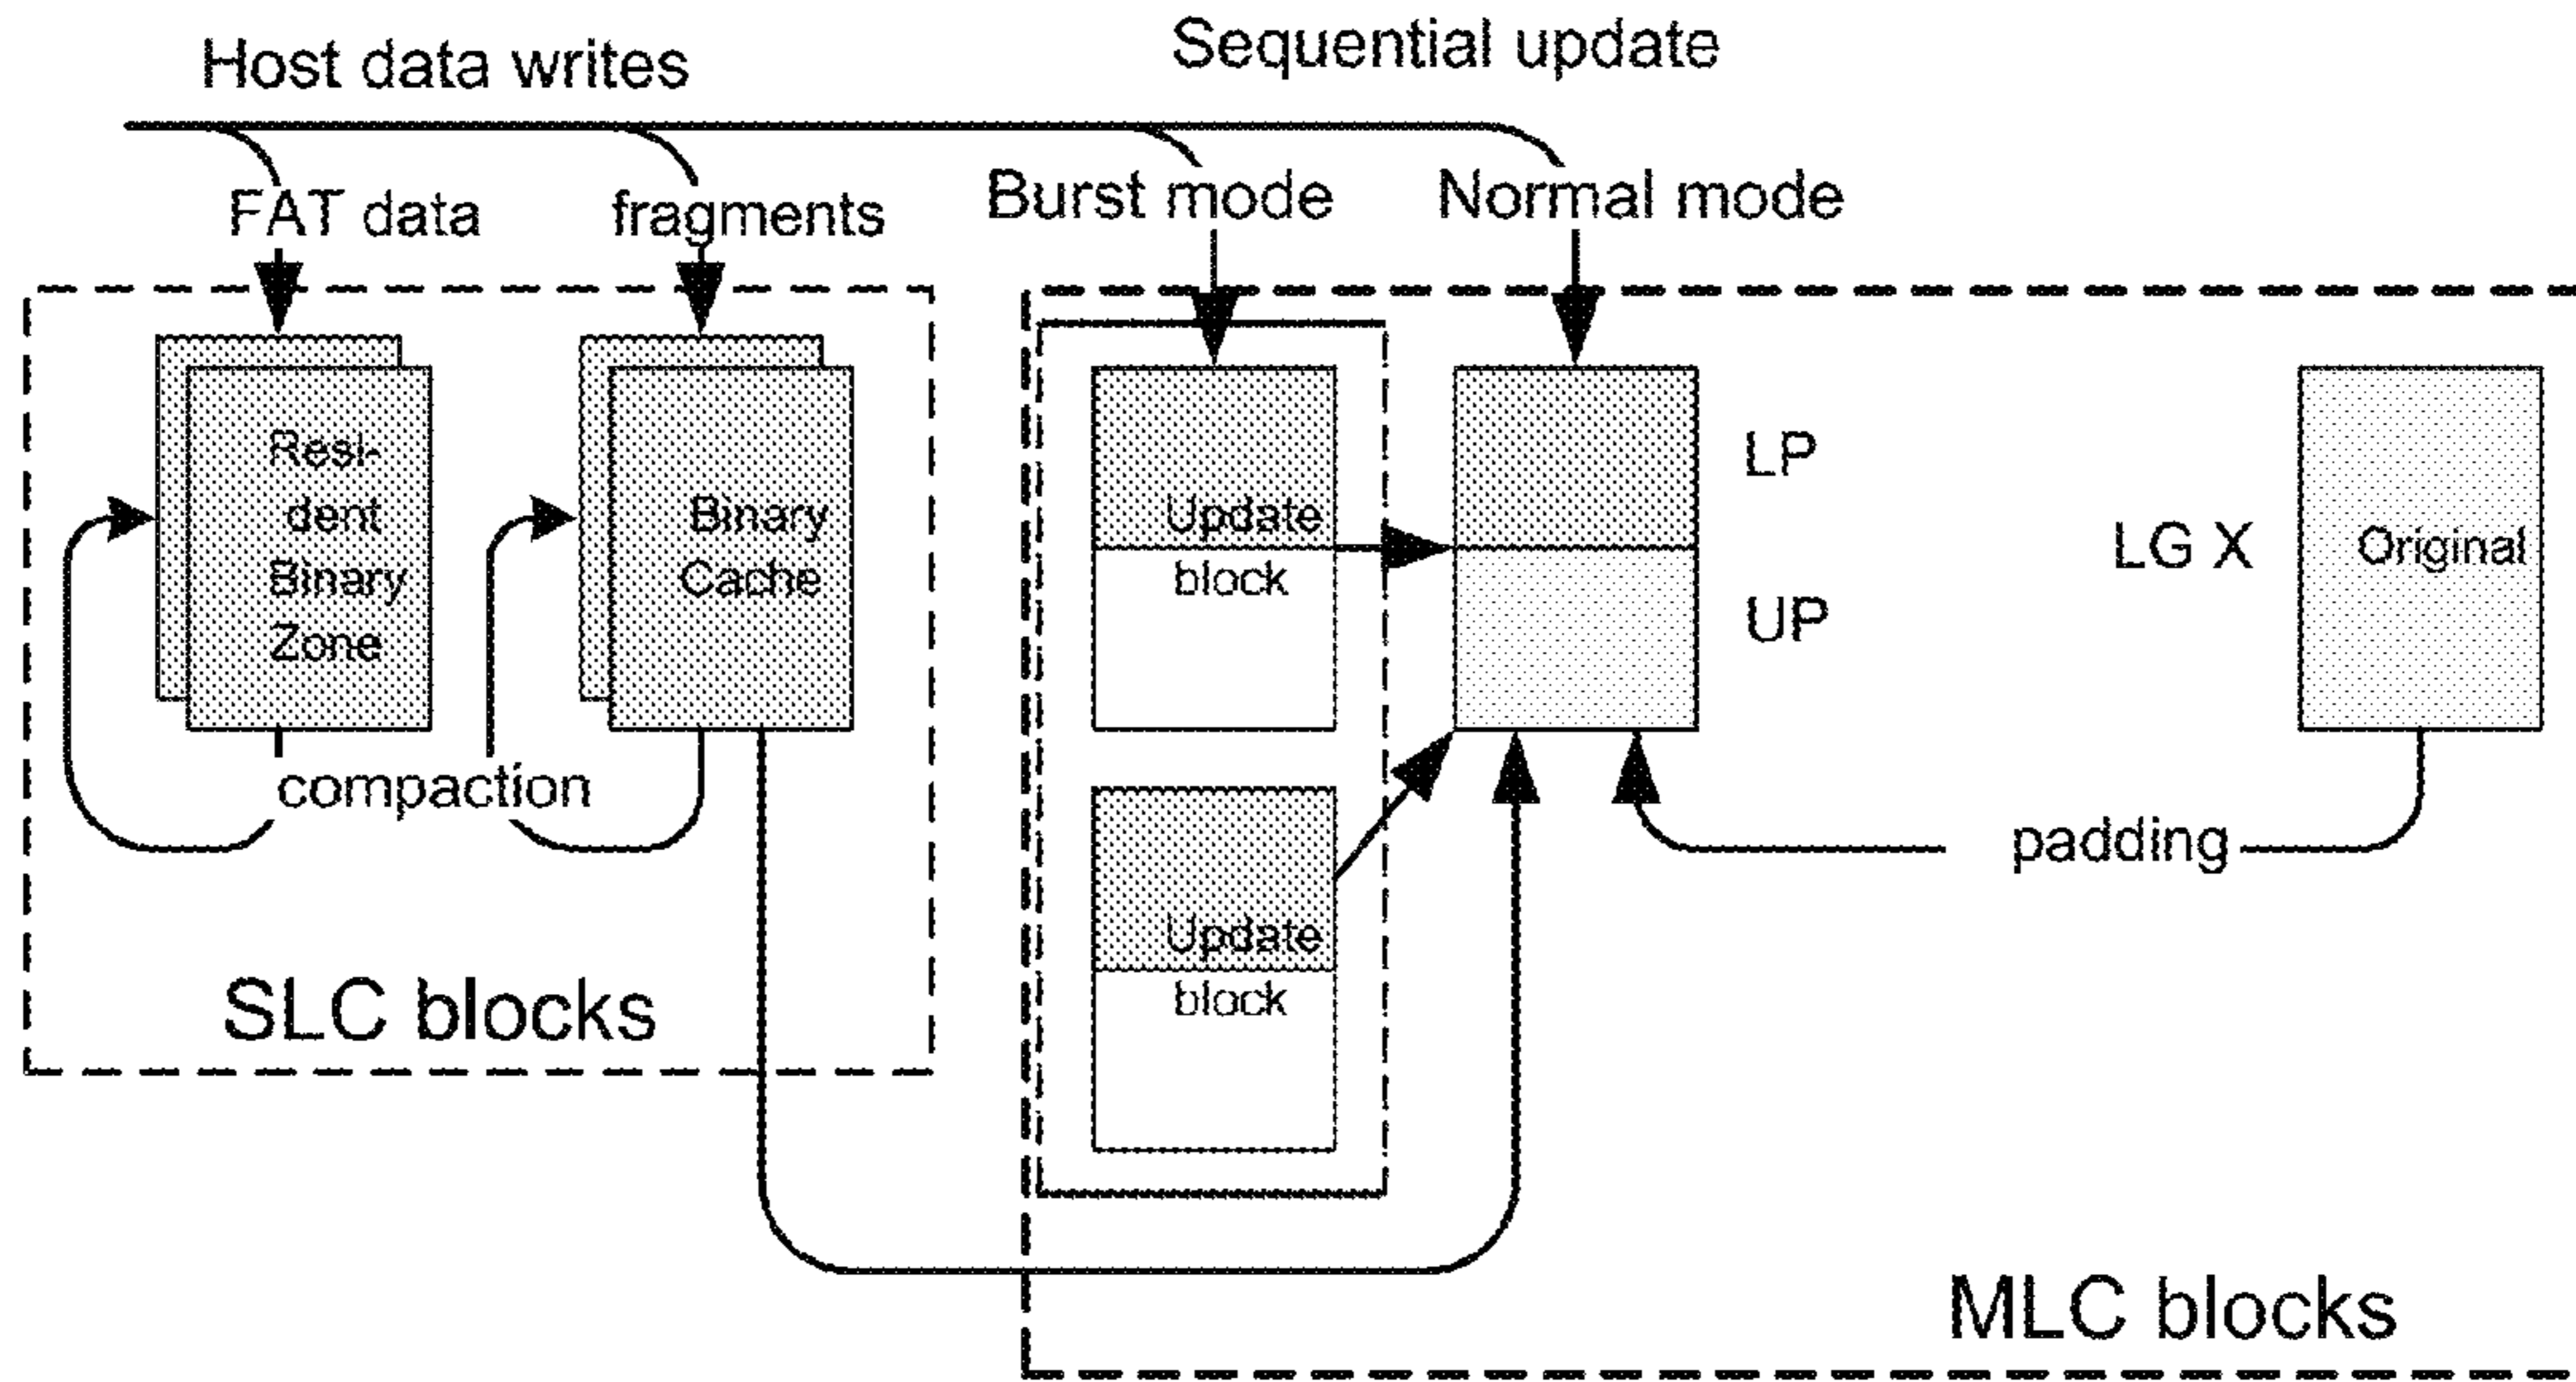 Host data writes
Sequential update
FAT data
fragments
Burst mode
Normal mode
Resi-
dent
Binary
Zone
Binary
Cache
Update
block
LP
UP
LG X
Original
compaction
padding
Update
block
SLC blocks
MLC blocks